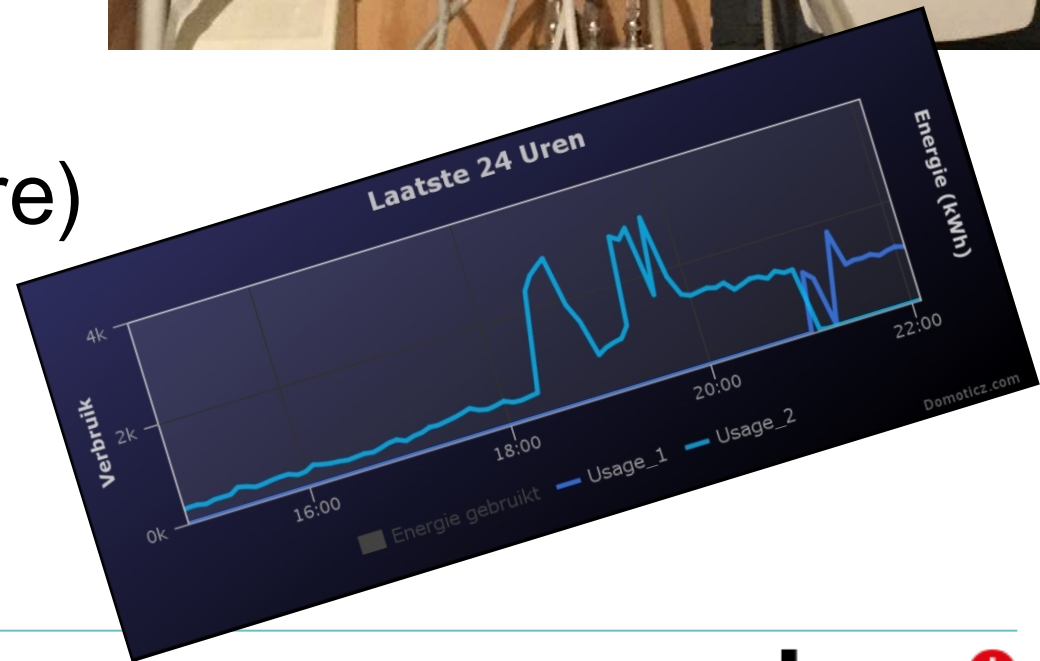 re)
Laatste 24 Uren
Energie (kWh)
Verbruik
4k
2k
0k
16:00
18:00
20:00
22:00
Energie gebruikt
Usage_1
Usage_2
Domoticz.com